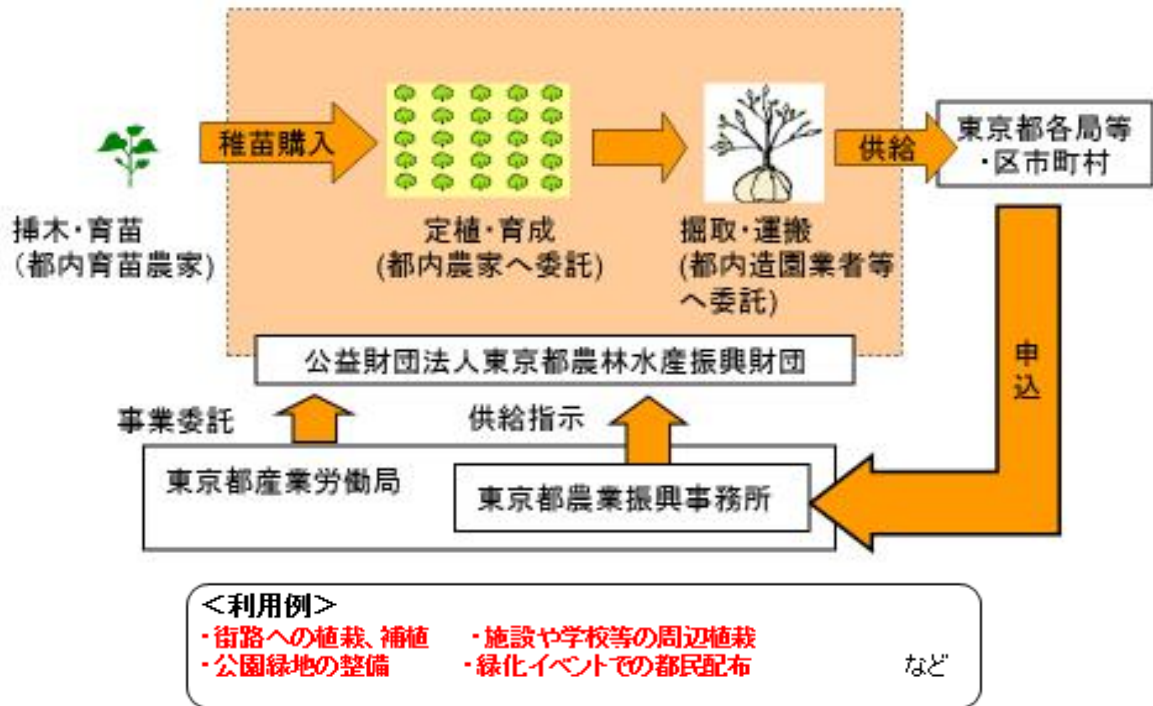 稚苗購入
供給
東京都各局等
・区市町村
挿木・育苗
(都内育苗農家)
定植・育成
(都内農家へ委託)
掘取・運搬
(都内造園業者等
へ委託)
申込
公益財団法人東京都農林水産振興財団
事業委託
供給指示
東京都産業労働局
東京都農業振興事務所
<利用例>
・街路への植栽、補植 ・施設や学校等の周辺植栽
・公園緑地の整備 ・緑化イベントでの都民配布 など